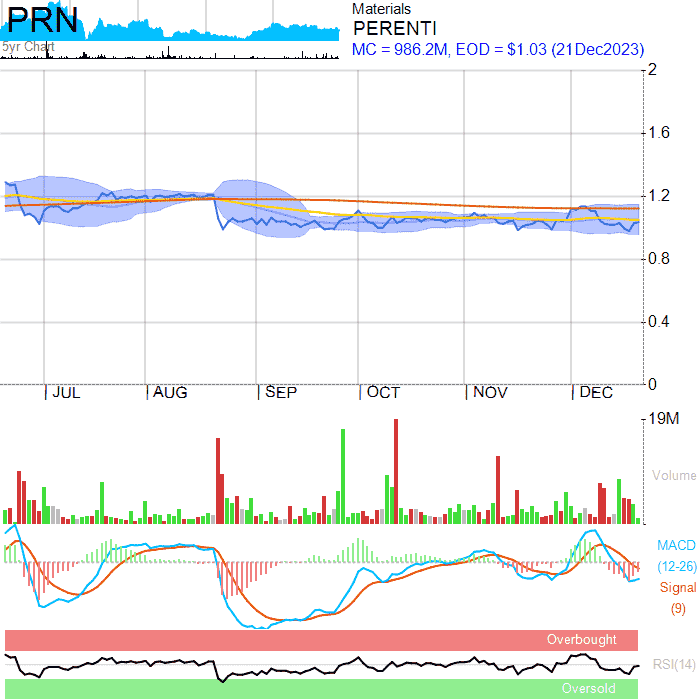 PRN
5yr Chart
Materials
PERENTI
MC = 986.2M, EOD = $1.03 (21Dec2023)
2
1.6
1.2
0.8
0.4
0
JUL AUG SEP OCT NOV DEC
19M
Volume
MACD
(12-26)
Signal
(9)
Overbought
RSI(14)
Oversold